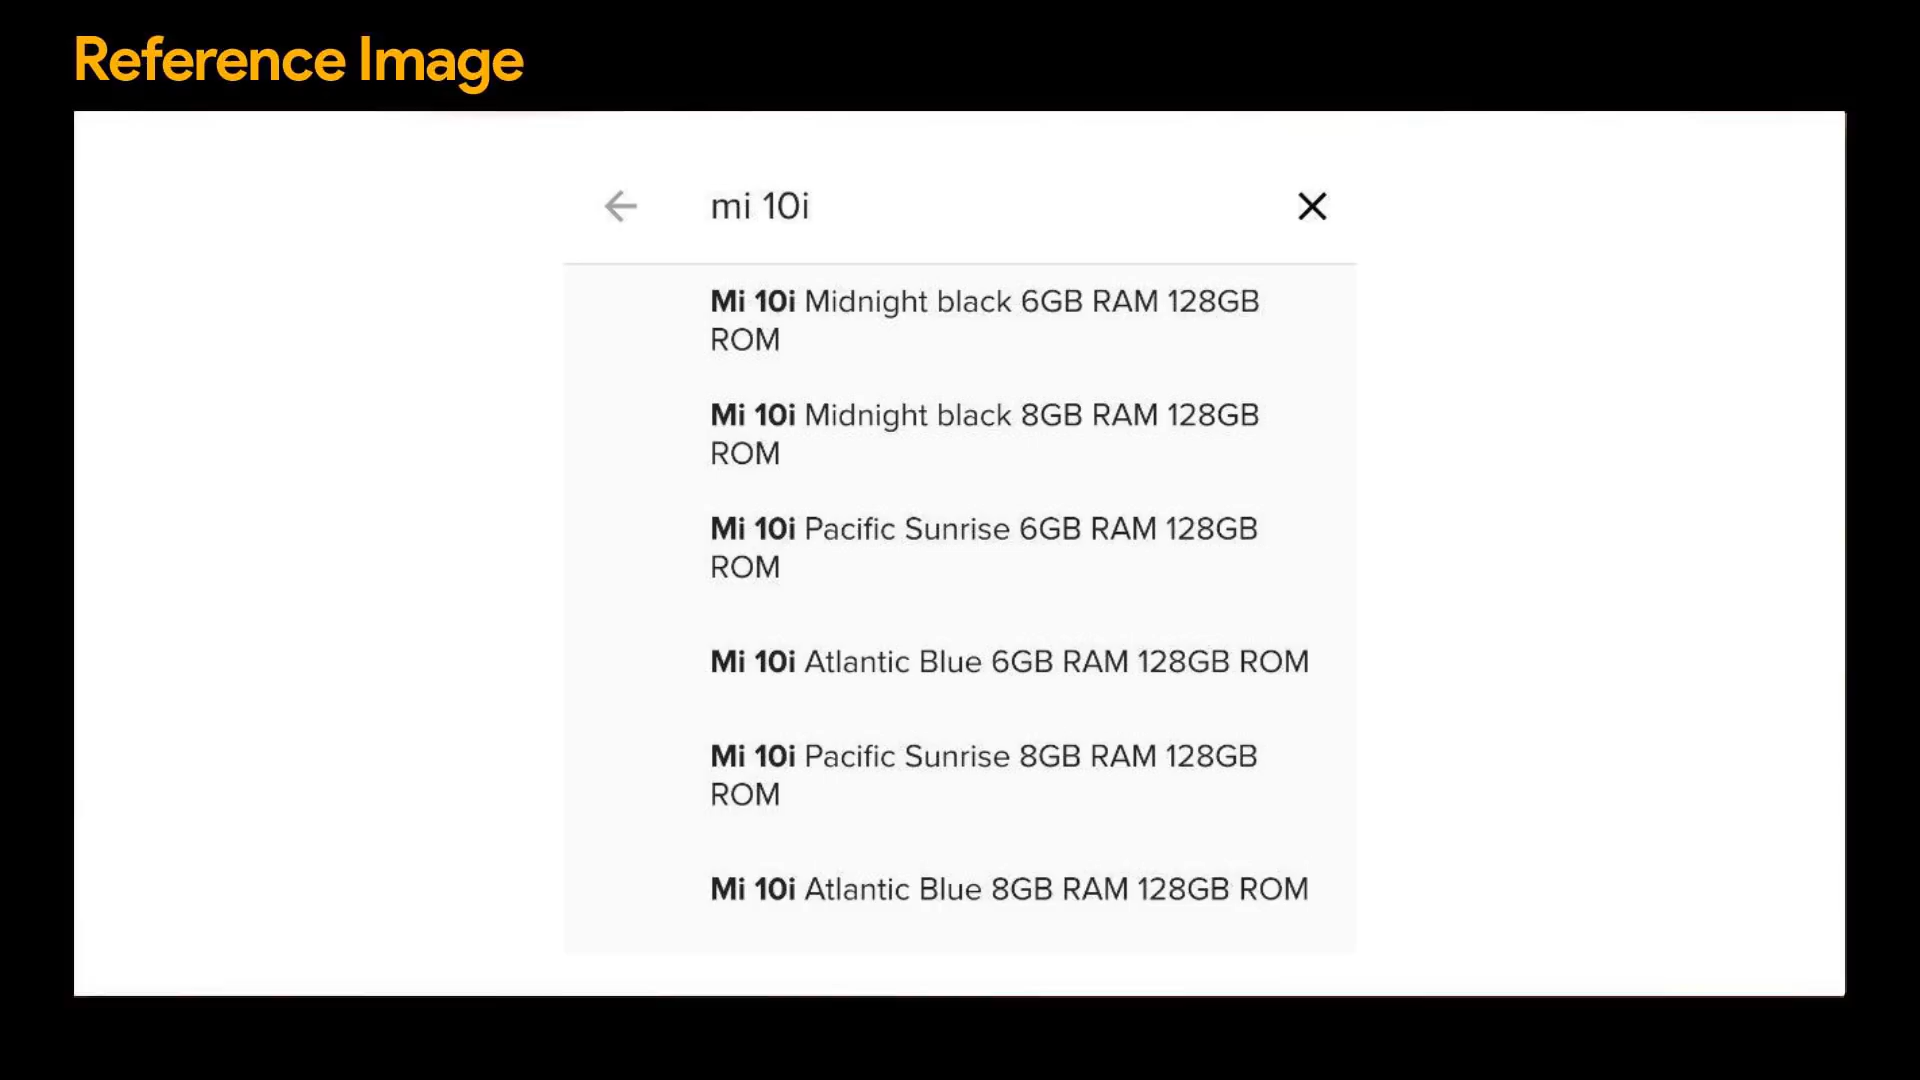 Reference Image
mi 10i
Mi 10i Midnight black 6GB RAM 128GB
ROM
Mi 10i Midnight black 8GB RAM 128GB
ROM
Mi 10i Pacific Sunrise 6GB RAM 128GB
ROM
Mi 10i Atlantic Blue 6GB RAM 128GB ROM
Mi 10i Pacific Sunrise 8GB RAM 128GB
ROM
Mi 10i Atlantic Blue 8GB RAM 128GB ROM